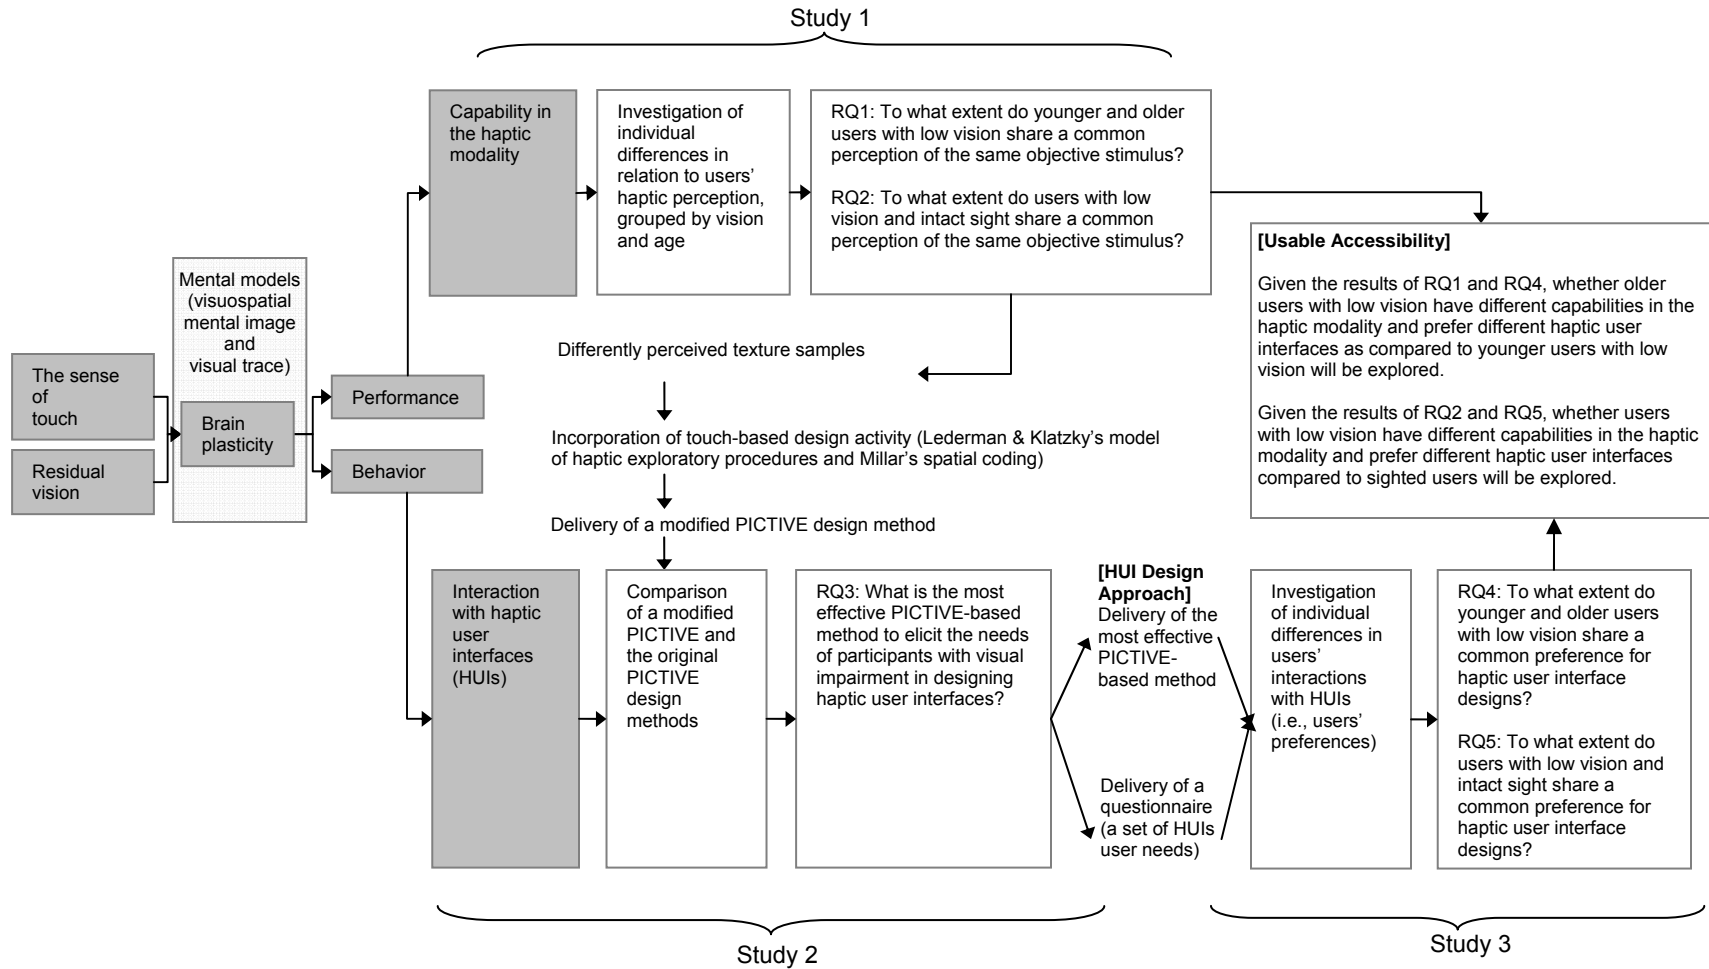 Study 1
Capability in
the haptic
modality
Investigation of
individual
differences in
relation to users'
haptic perception,
grouped by vision
and age
RQ1: To what extent do younger and older
users with low vision share a common
perception of the same objective stimulus?
RQ2: To what extent do users with low
vision and intact sight share a common
perception of the same objective stimulus?
[Usable Accessibility]
Given the results of RQ1 and RQ4, whether older
users with low vision have different capabilities in the
haptic modality and prefer different haptic user
interfaces as compared to younger users with low
vision will be explored.
Given the results of RQ2 and RQ5, whether users
with low vision have different capabilities in the haptic
modality and prefer different haptic user interfaces
compared to sighted users will be explored.
Mental models
(visuospatial
mental image
and
visual trace)
The sense
of
touch
Residual
vision
Brain
plasticity
Performance
Behavior
Differently perceived texture samples
Incorporation of touch-based design activity (Lederman & Klatzky's model
of haptic exploratory procedures and Millar's spatial coding)
Delivery of a modified PICTIVE design method
Interaction
with haptic
user
interfaces
(HUIs)
Comparison
of a modified
PICTIVE and
the original
PICTIVE
design
methods
RQ3: What is the most
effective PICTIVE-based
method to elicit the needs
of participants with visual
impairment in designing
haptic user interfaces?
[HUI Design
Approach]
Delivery of the
most effective
PICTIVE-
based method
Delivery of a
questionnaire
(a set of HUIs
user needs)
Investigation
of individual
differences in
users'
interactions
with HUIs
(i.e., users'
preferences)
RQ4: To what extent do
younger and older users
with low vision share a
common preference for
haptic user interface
designs?
RQ5: To what extent do
users with low vision and
intact sight share a
common preference for
haptic user interface
designs?
Study 2
Study 3